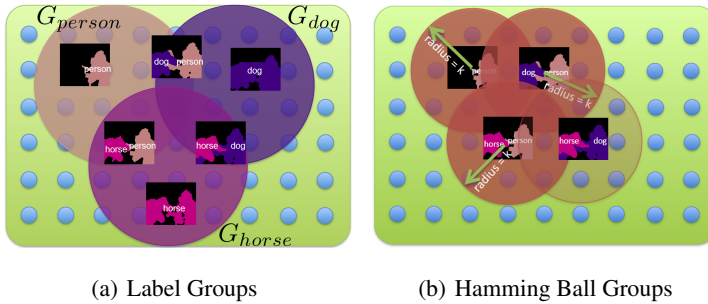 G_person
G_dog
person
dog person
dog
horse person
horse dog
horse
G_horse
(a) Label Groups
radius = k
person
dog person
radius = k
horse person
horse dog
radius = k
(b) Hamming Ball Groups